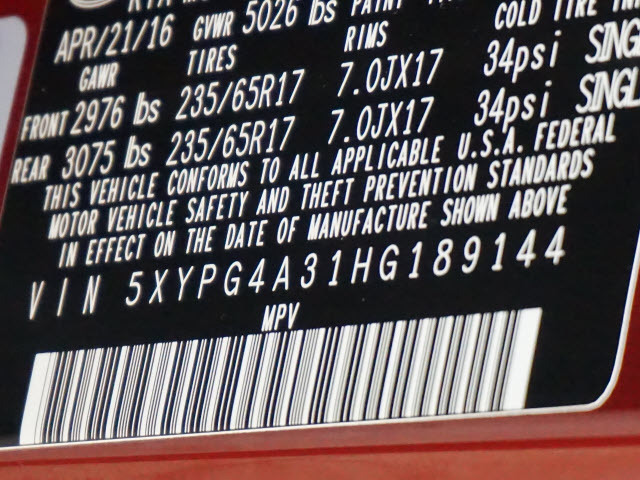 APR/21/16 GVWR 5026 lbs
GAWR TIRES RIMS COLD TIRE
FRONT 2976 lbs 235/65R17 7.0JX17 34psi
REAR 3075 lbs 235/65R17 7.0JX17 34psi
THIS VEHICLE CONFORMS TO ALL APPLICABLE U.S.A. FEDERAL
MOTOR VEHICLE SAFETY AND THEFT PREVENTION STANDARDS
IN EFFECT ON THE DATE OF MANUFACTURE SHOWN ABOVE
VIN 5XYPG4A31HG189144
MPV